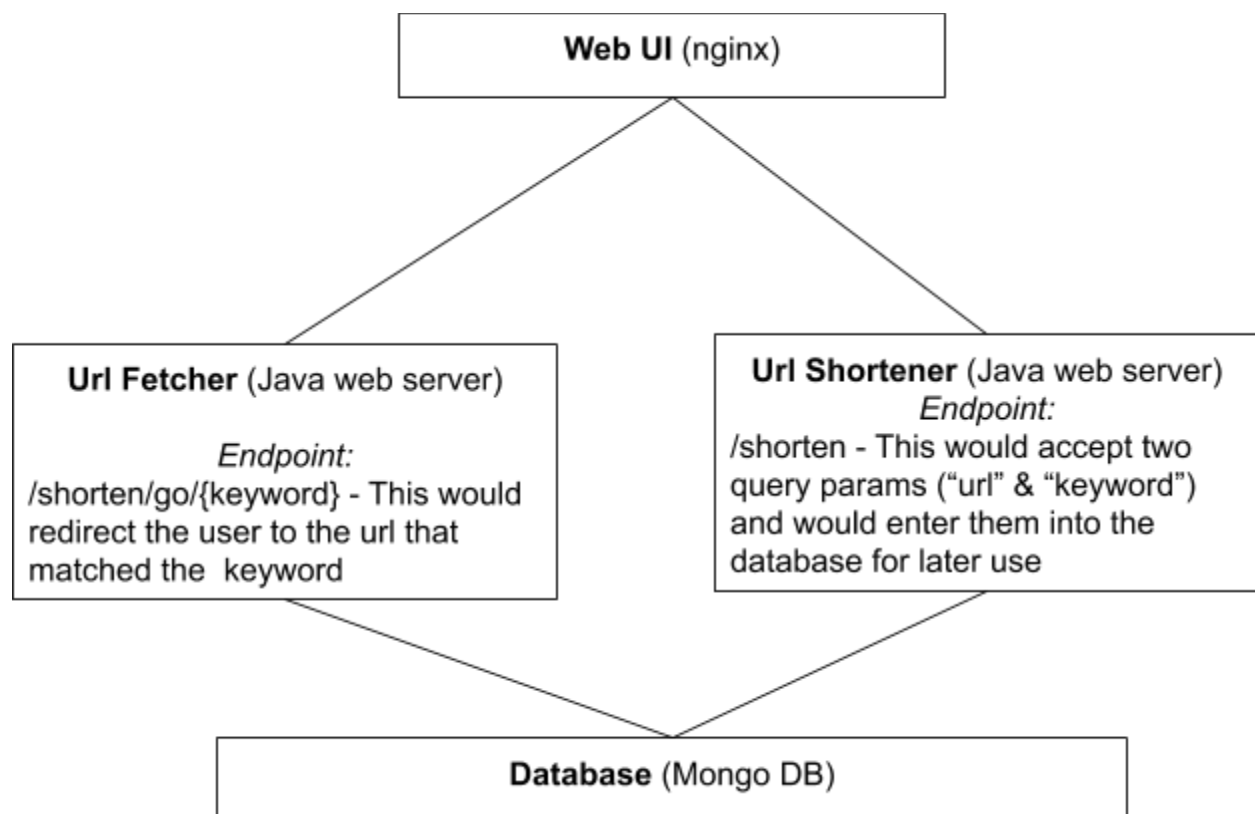 Web UI (nginx)
Url Fetcher (Java web server)
Endpoint:
/shorten/go/{keyword} - This would
redirect the user to the url that
matched the  keyword
Url Shortener (Java web server)
Endpoint:
/shorten - This would accept two
query params (“url” & “keyword”)
and would enter them into the
database for later use
Database (Mongo DB)